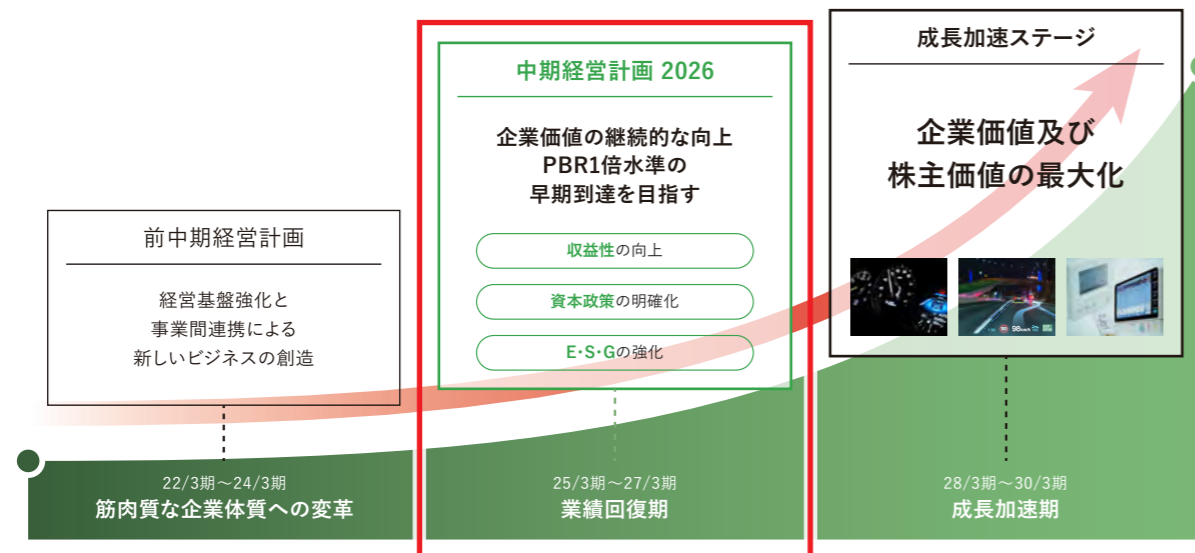 前中期経営計画
経営基盤強化と
事業間連携による
新しいビジネスの創造
22/3期～24/3期
筋肉質な企業体質への変革
中期経営計画 2026
企業価値の継続的な向上
PBR1倍水準の
早期到達を目指す
収益性の向上
資本政策の明確化
E・S・Gの強化
25/3期～27/3期
業績回復期
成長加速ステージ
企業価値及び
株主価値の最大化
98km/h
28/3期～30/3期
成長加速期